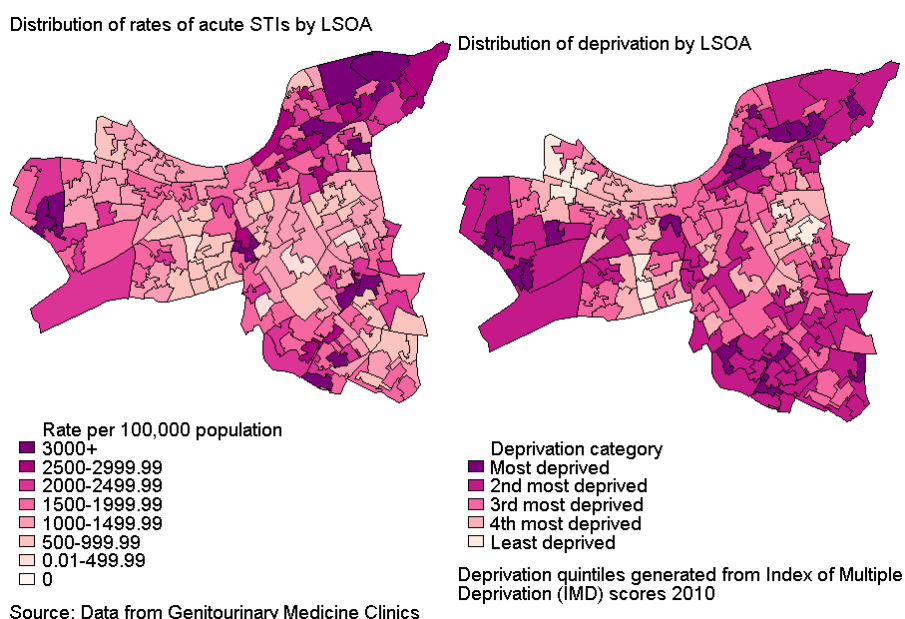 Distribution of rates of acute STIs by LSOA
Distribution of deprivation by LSOA
Rate per 100,000 population
3000+
2500-2999.99
2000-2499.99
1500-1999.99
1000-1499.99
500-999.99
0.01-499.99
0
Source: Data from Genitourinary Medicine Clinics
Deprivation category
Most deprived
2nd most deprived
3rd most deprived
4th most deprived
Least deprived
Deprivation quintiles generated from Index of Multiple
Deprivation (IMD) scores 2010